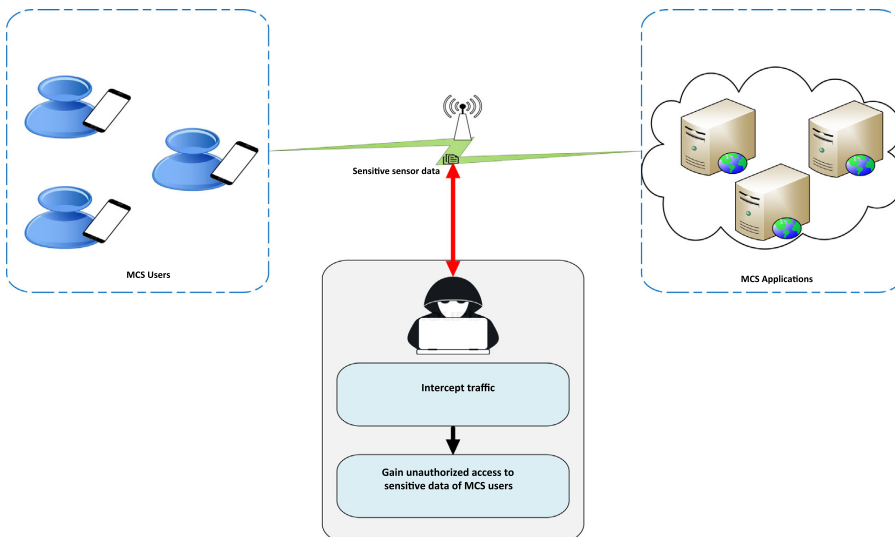 Sensitive sensor data
MCS Users
MCS Applications
Intercept traffic
Gain unauthorized access to
sensitive data of MCS users